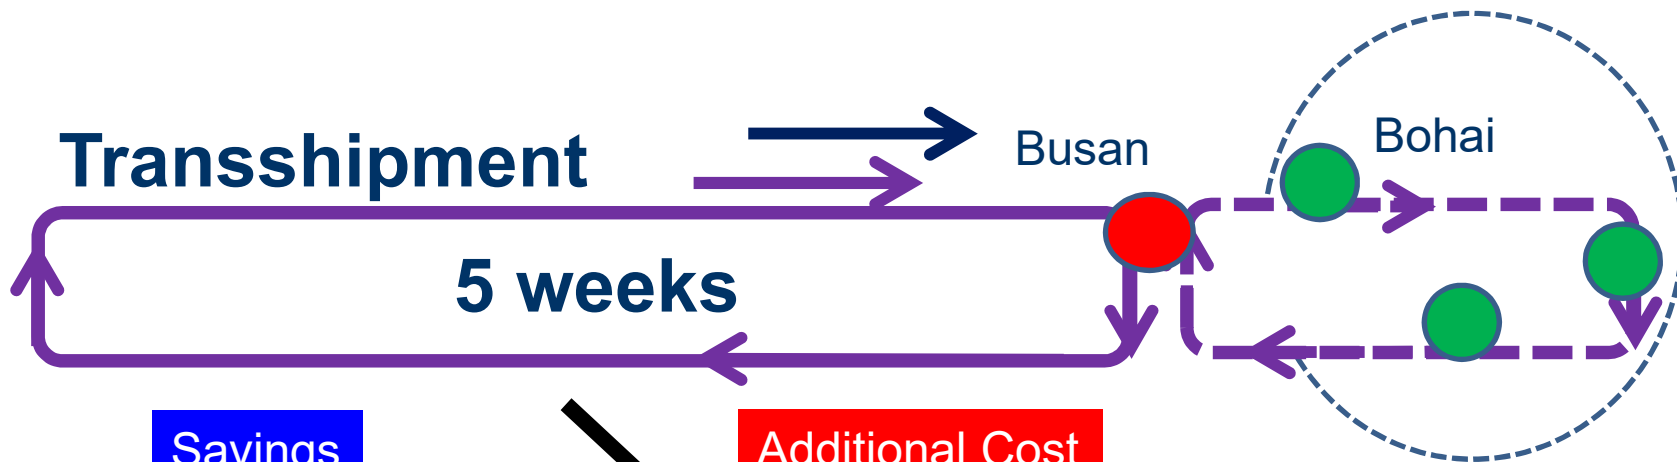 Transshipment
Busan
Bohai
5 weeks
Savings
Additional Cost